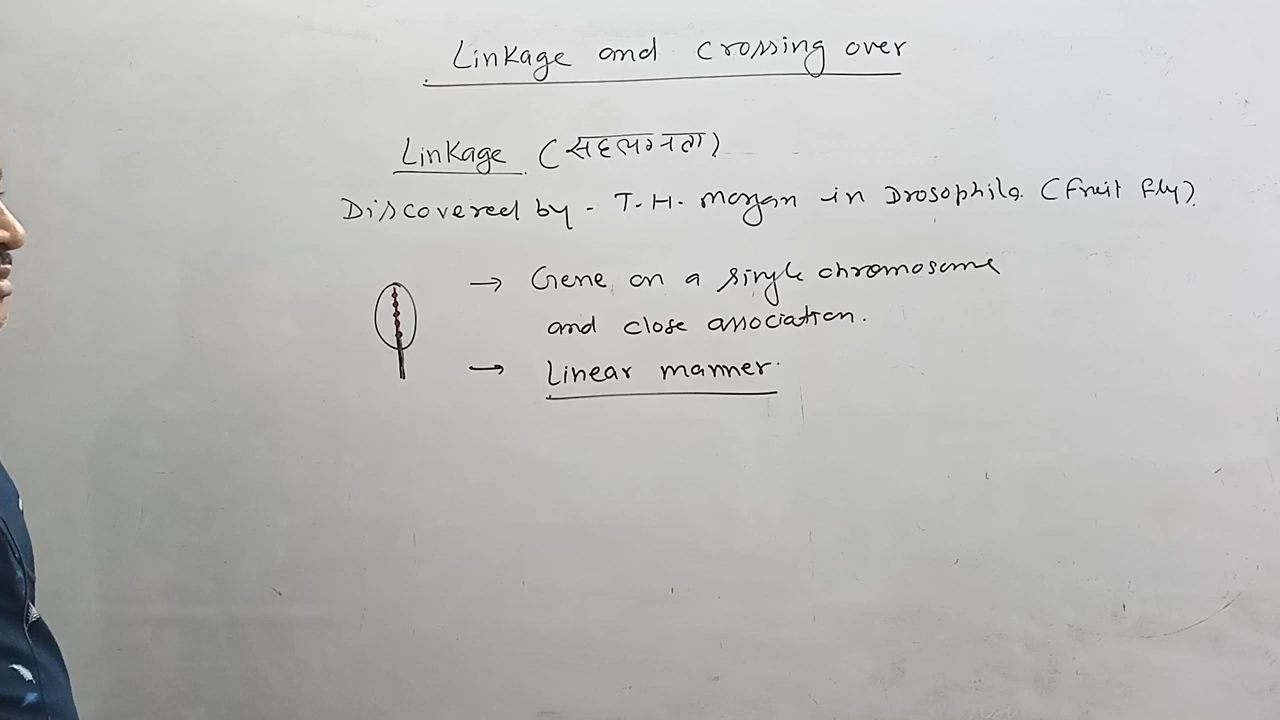 Linkage and crossing over
Linkage (सहलग्नता)
Discovered by - T.H. Morgan in Drosophila (fruit fly).
→ Gene on a single chromosome
and close association.
→ Linear manner.